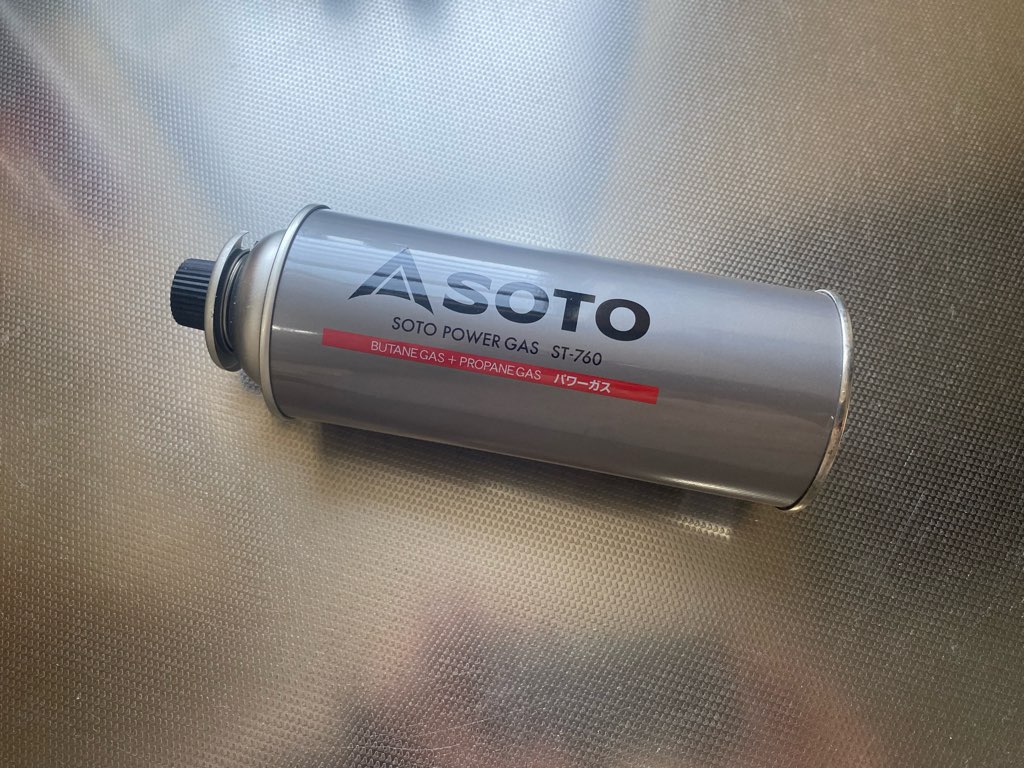 SOTO
SOTO POWER GAS ST-760
BUTANE GAS + PROPANE GAS パワーガス